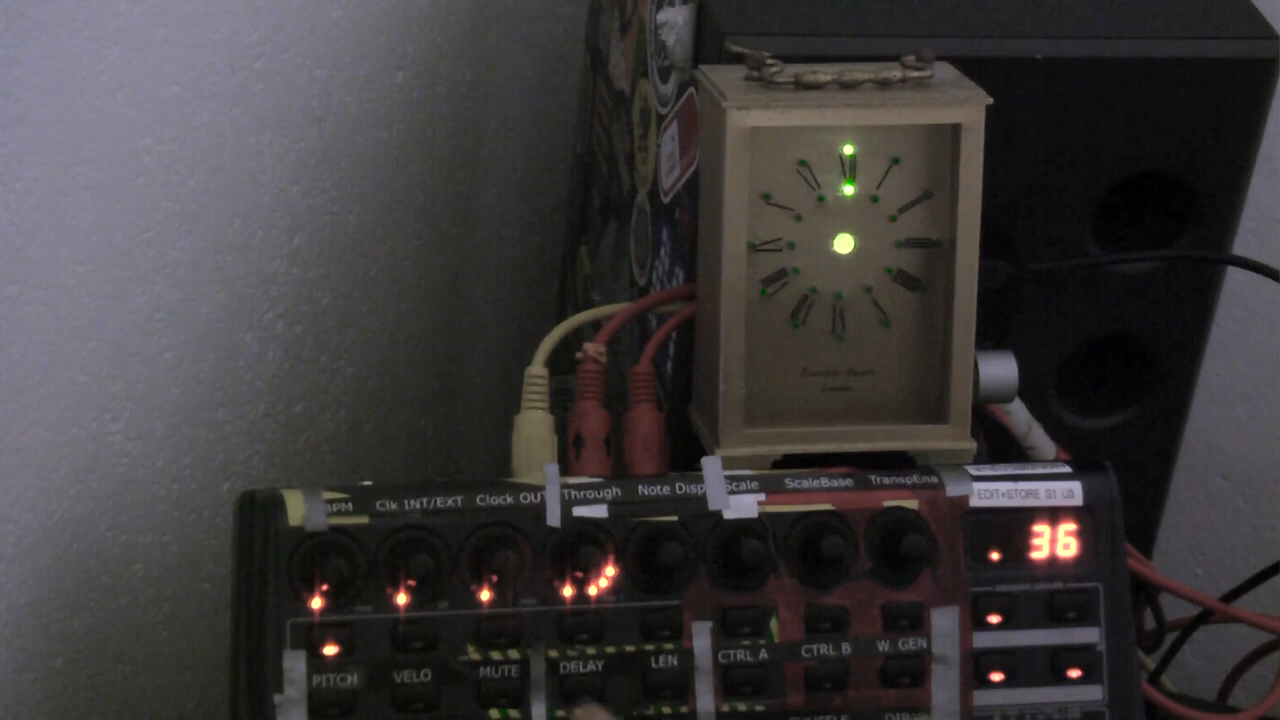 BPM Clk INT/EXT Clock OUT Through Note Disp Scale ScaleBase TranspEna
EDIT+STORE S1 U3
36
PITCH VELO MUTE DELAY LEN CTRL A CTRL B W GEN